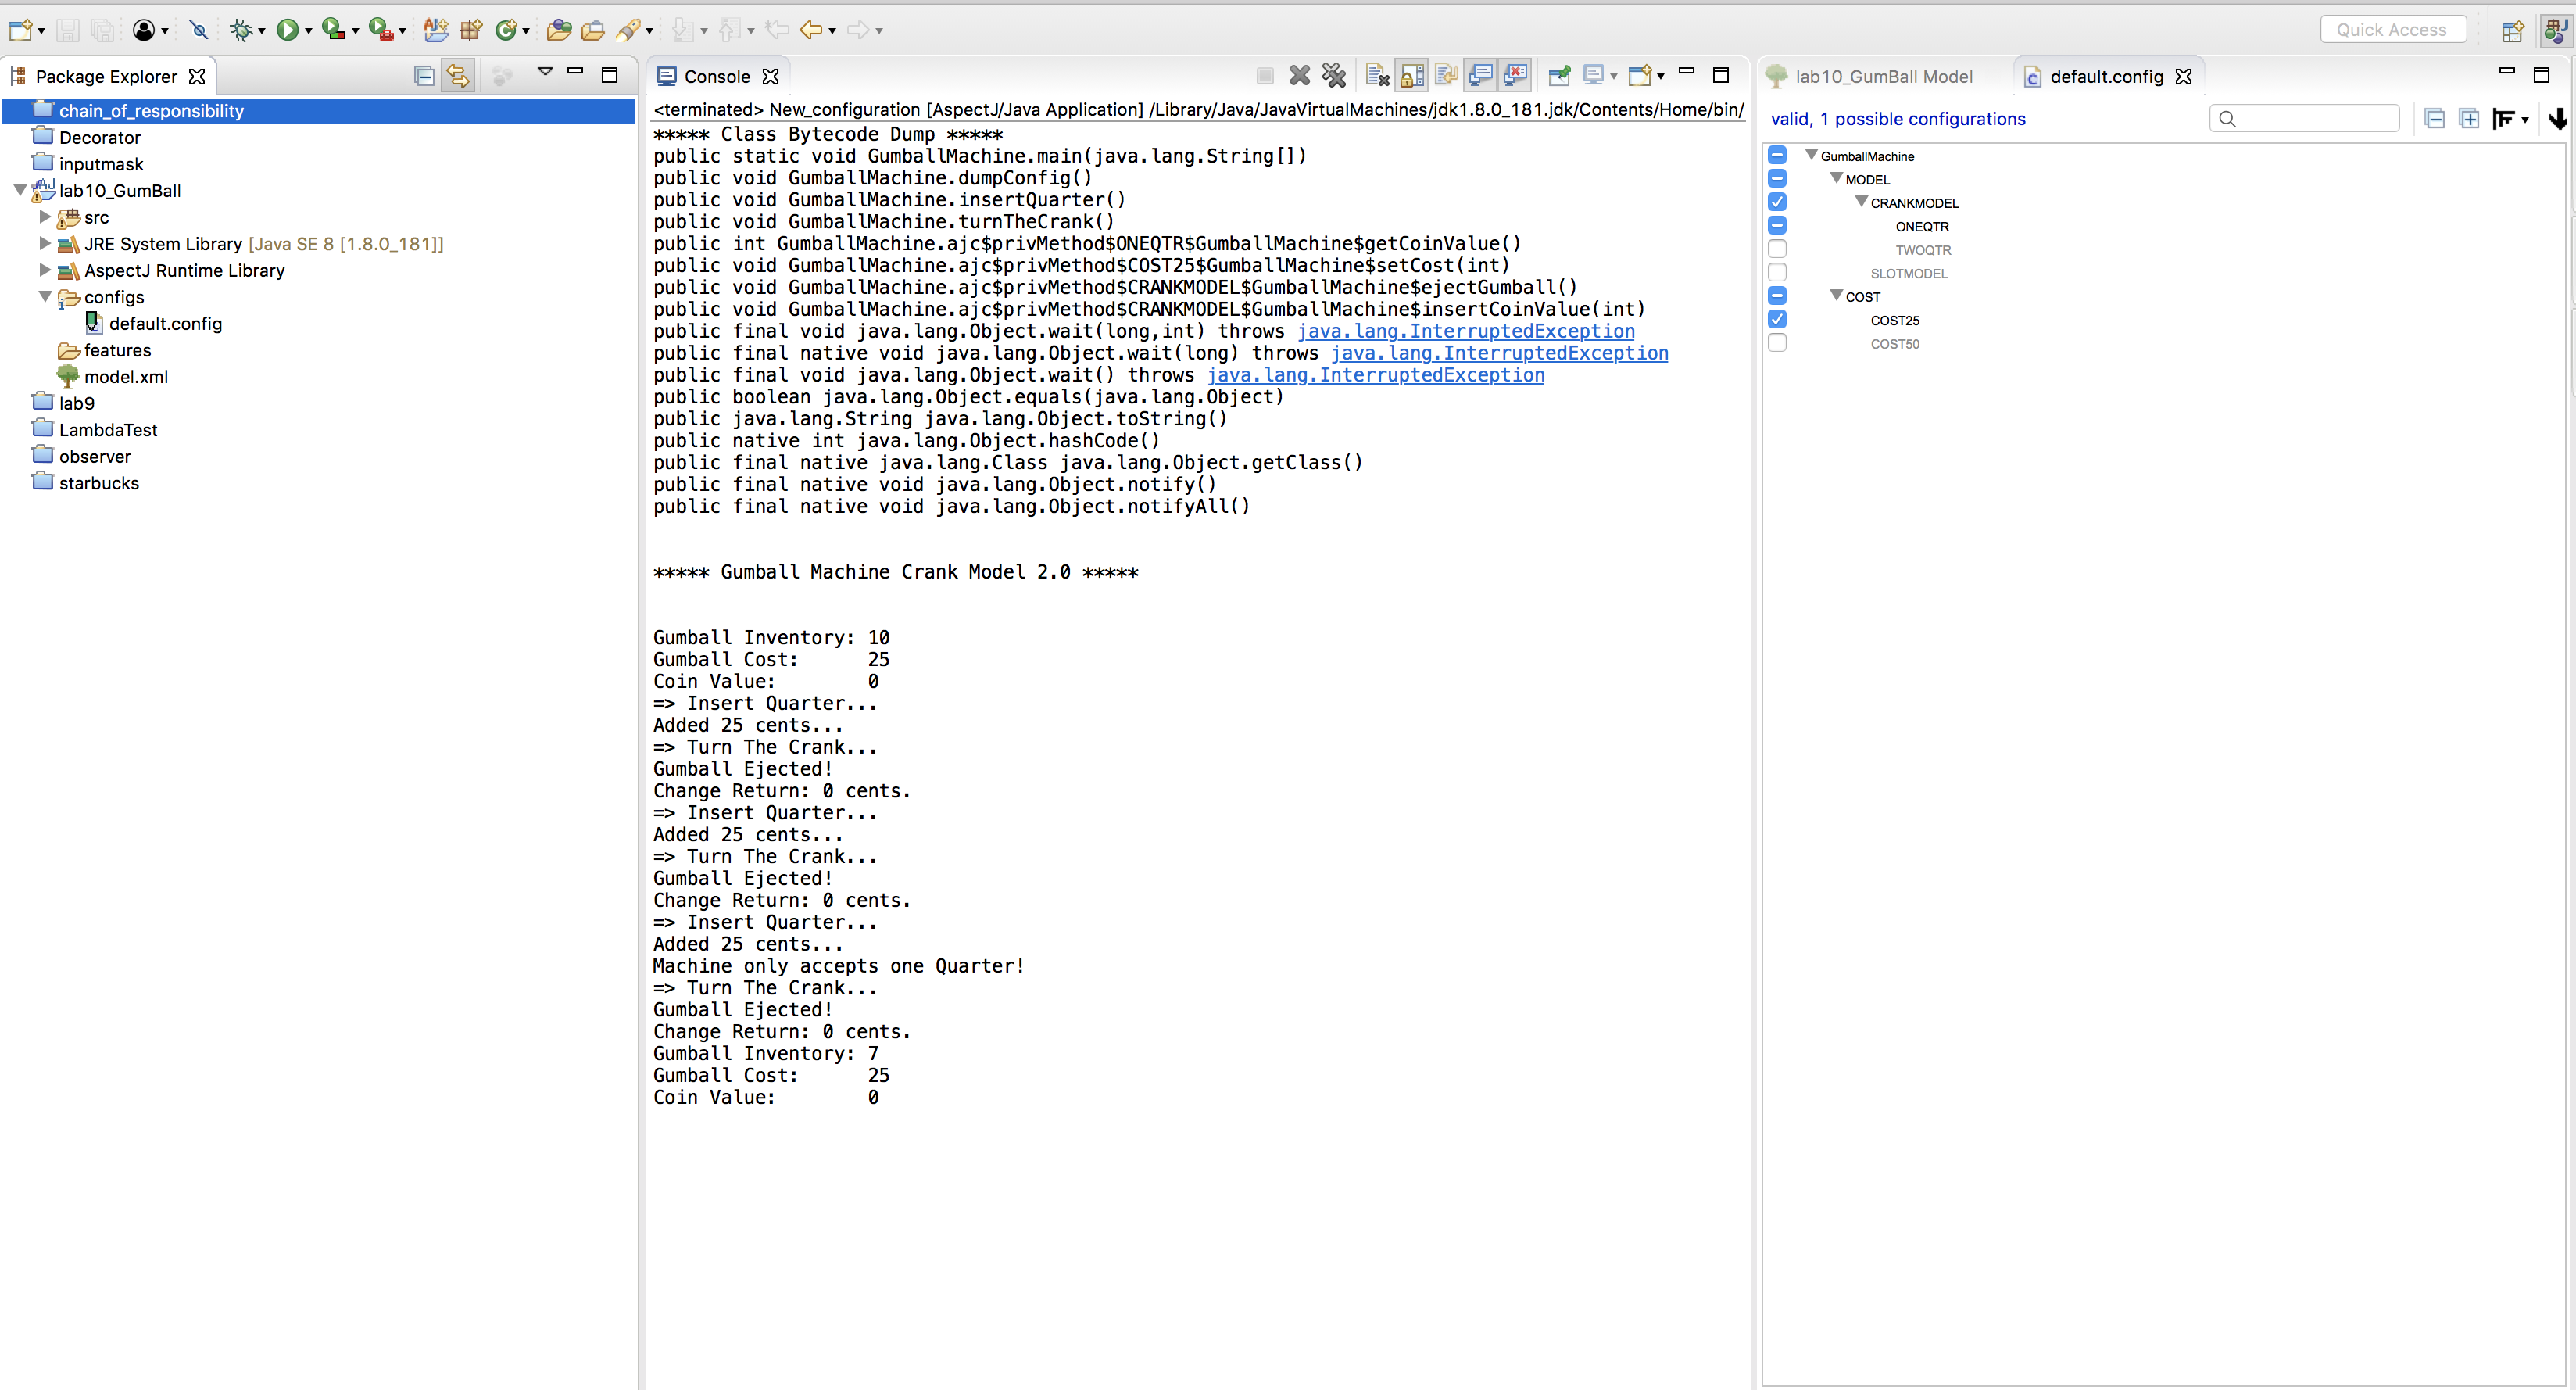 Quick Access
Package Explorer
chain_of_responsibility
Decorator
inputmask
lab10_GumBall
src
JRE System Library [Java SE 8 [1.8.0_181]]
AspectJ Runtime Library
configs
default.config
features
model.xml
lab9
LambdaTest
observer
starbucks
Console
<terminated> New_configuration [AspectJ/Java Application] /Library/Java/JavaVirtualMachines/jdk1.8.0_181.jdk/Contents/Home/bin/
***** Class Bytecode Dump *****
public static void GumballMachine.main(java.lang.String[])
public void GumballMachine.dumpConfig()
public void GumballMachine.insertQuarter()
public void GumballMachine.turnTheCrank()
public int GumballMachine.ajc$privMethod$ONEQTR$GumballMachine$getCoinValue()
public void GumballMachine.ajc$privMethod$COST25$GumballMachine$setCost(int)
public void GumballMachine.ajc$privMethod$CRANKMODEL$GumballMachine$ejectGumball()
public void GumballMachine.ajc$privMethod$CRANKMODEL$GumballMachine$insertCoinValue(int)
public final void java.lang.Object.wait(long,int) throws java.lang.InterruptedException
public final native void java.lang.Object.wait(long) throws java.lang.InterruptedException
public final void java.lang.Object.wait() throws java.lang.InterruptedException
public boolean java.lang.Object.equals(java.lang.Object)
public java.lang.String java.lang.Object.toString()
public native int java.lang.Object.hashCode()
public final native java.lang.Class java.lang.Object.getClass()
public final native void java.lang.Object.notify()
public final native void java.lang.Object.notifyAll()
***** Gumball Machine Crank Model 2.0 *****
Gumball Inventory: 10
Gumball Cost: 25
Coin Value: 0
=> Insert Quarter...
Added 25 cents...
=> Turn The Crank...
Gumball Ejected!
Change Return: 0 cents.
=> Insert Quarter...
Added 25 cents...
=> Turn The Crank...
Gumball Ejected!
Change Return: 0 cents.
=> Insert Quarter...
Added 25 cents...
Machine only accepts one Quarter!
=> Turn The Crank...
Gumball Ejected!
Change Return: 0 cents.
Gumball Inventory: 7
Gumball Cost: 25
Coin Value: 0
lab10_GumBall Model
default.config
valid, 1 possible configurations
GumballMachine
MODEL
CRANKMODEL
ONEQTR
TWOQTR
SLOTMODEL
COST
COST25
COST50